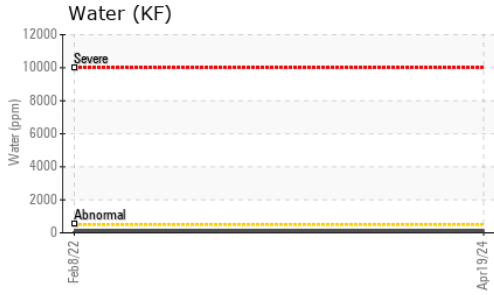 Water (KF)
12000
Severe
10000
8000
Water (ppm)
6000
4000
2000
Abnormal
0
Feb8/22
Apr19/24